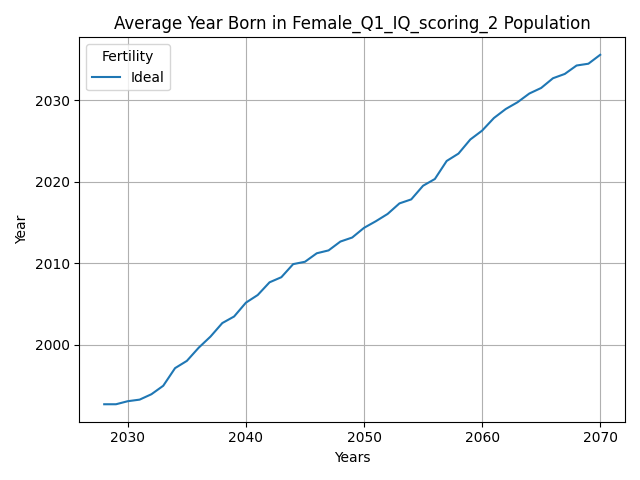 Average Year Born in Female_Q1_IQ_scoring_2 Population
Fertility
Ideal
Year
2030
2020
2010
2000
2030 2040 2050 2060 2070
Years